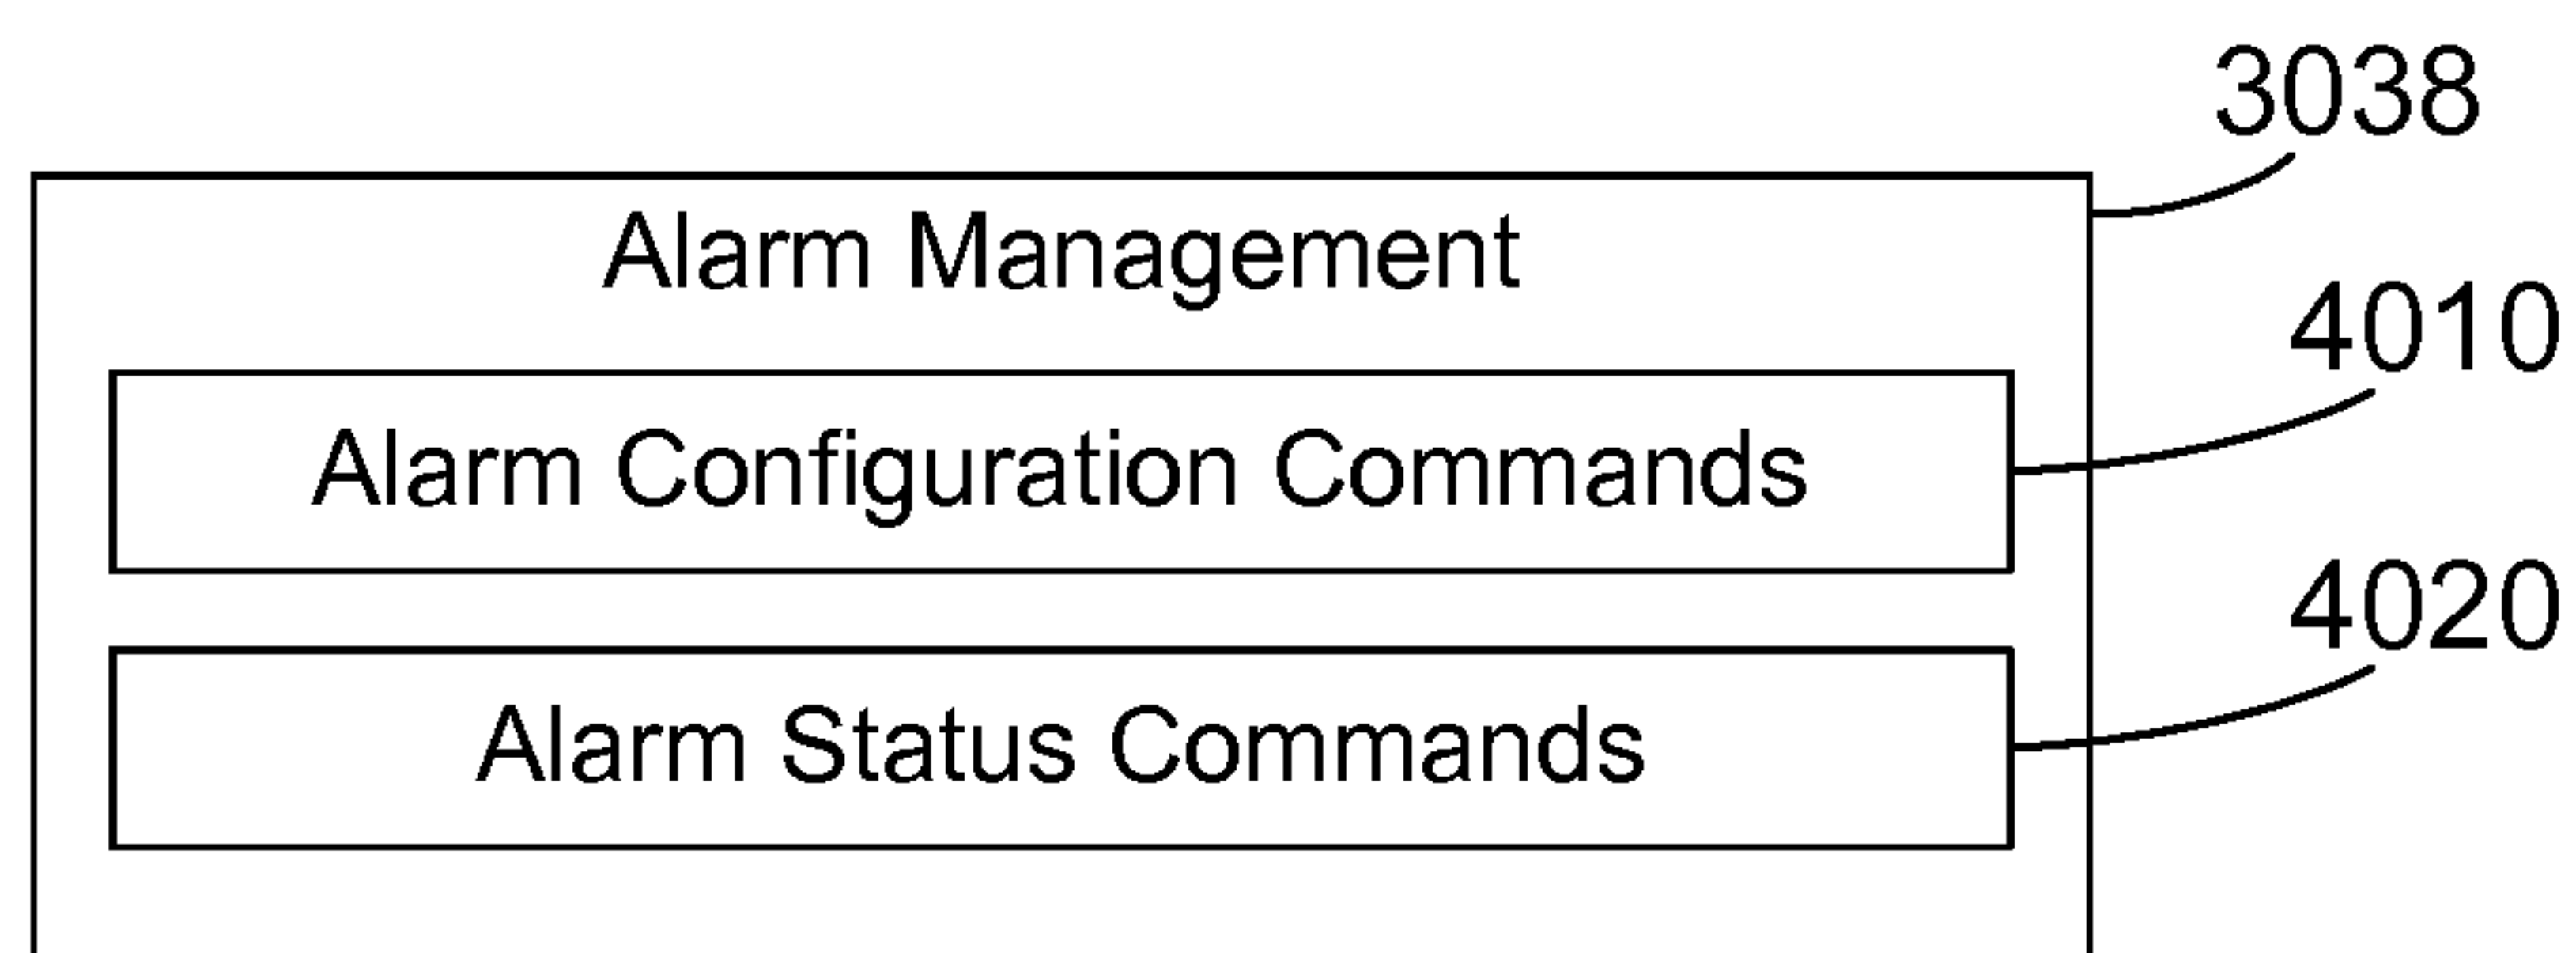 3038
Alarm Management
4010
Alarm Configuration Commands
4020
Alarm Status Commands